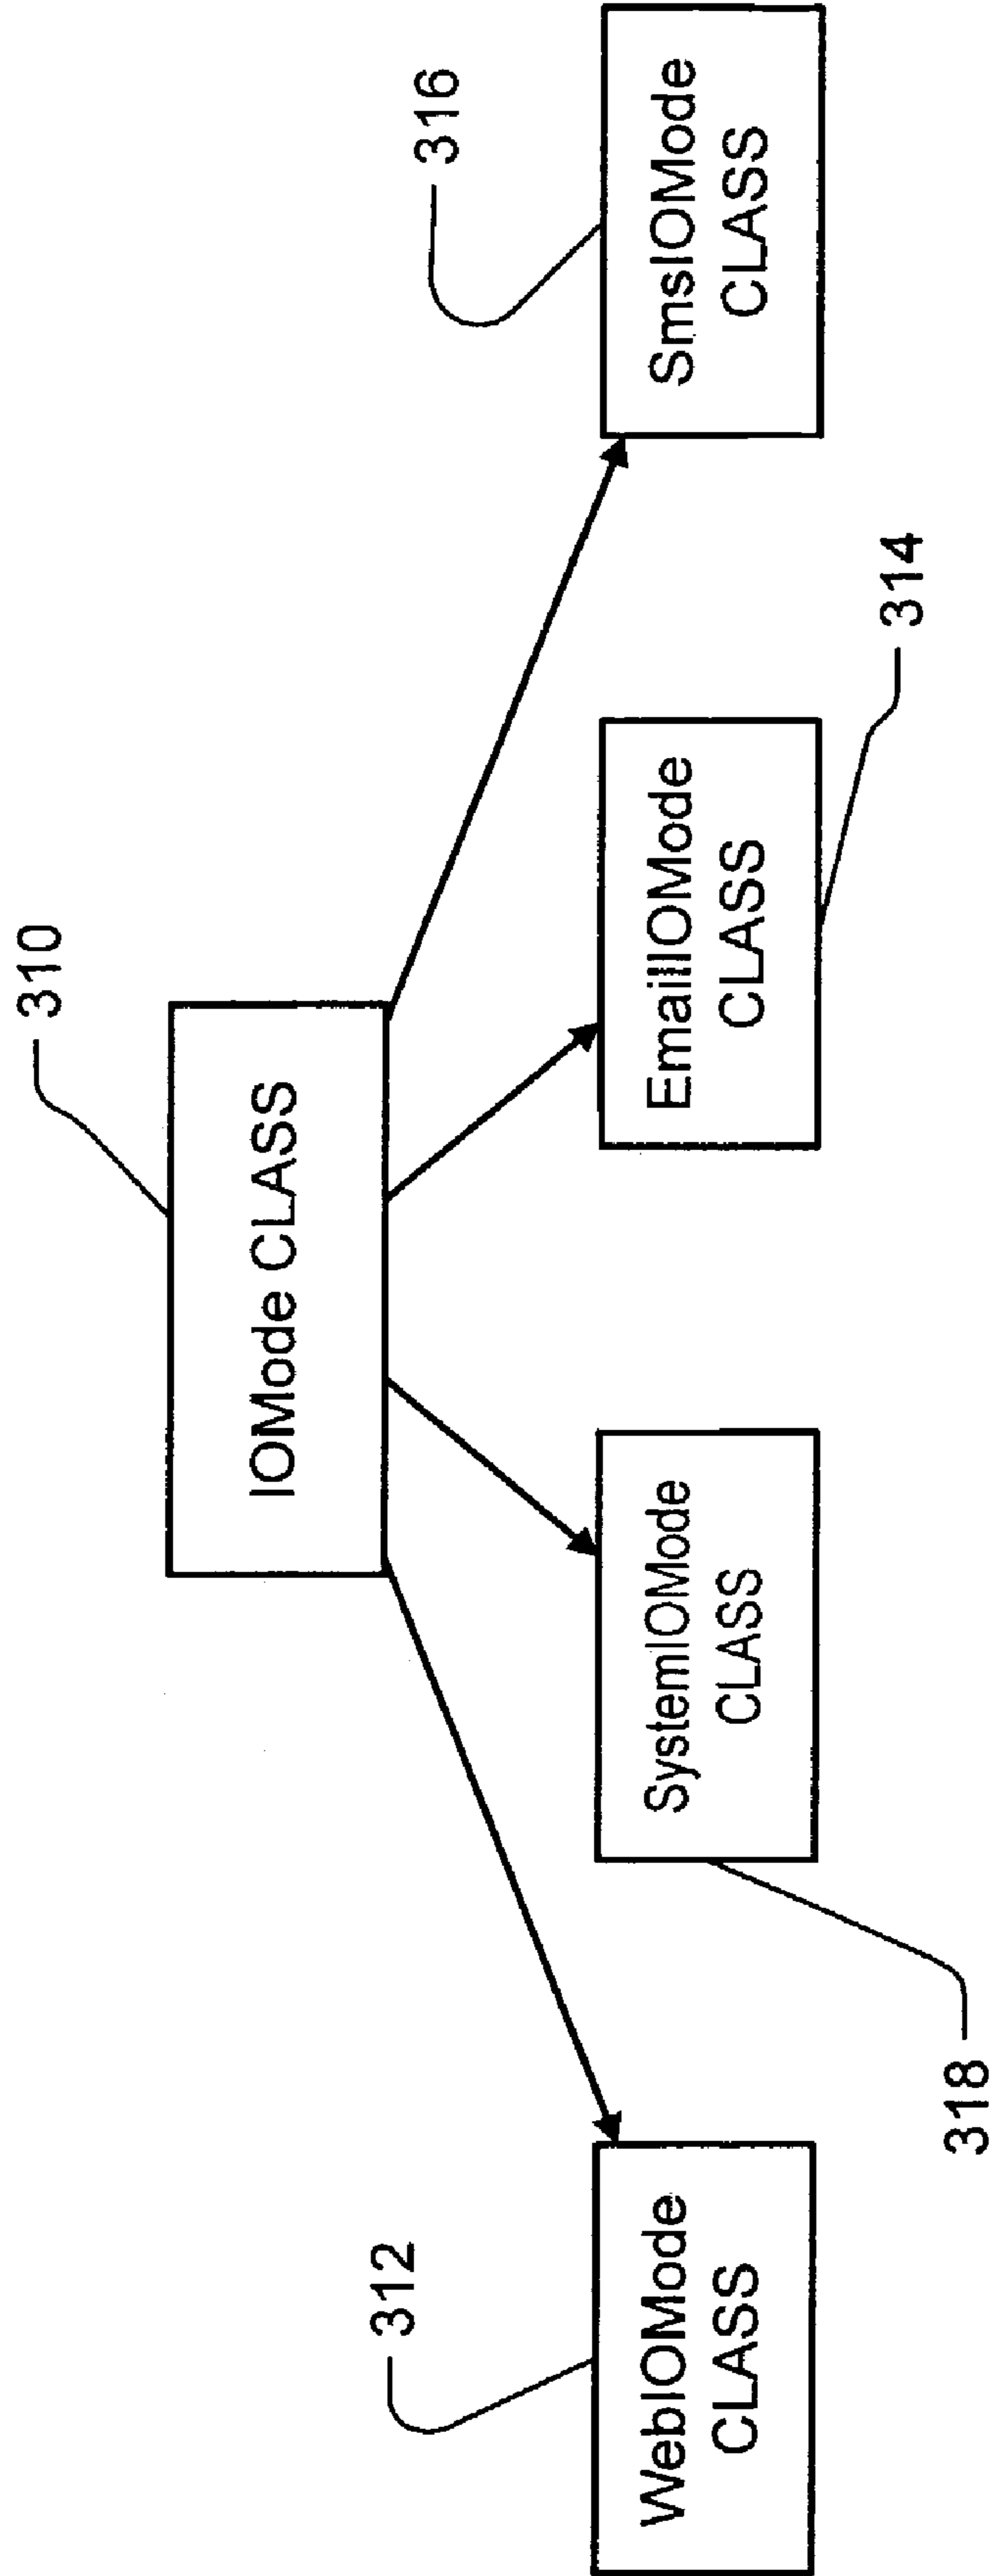 310
IOMode CLASS
312
316
WebIOMode
CLASS
SystemIOMode
CLASS
EmailIOMode
CLASS
SmsIOMode
CLASS
318
314